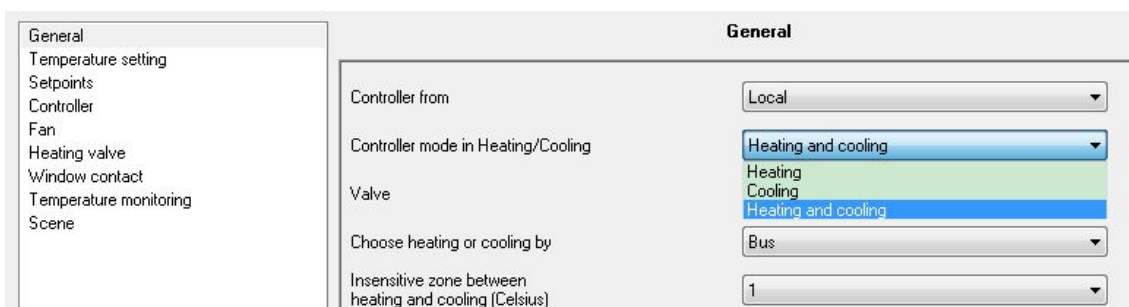 General
Temperature setting
Setpoints
Controller
Fan
Heating valve
Window contact
Temperature monitoring
Scene
General
Controller from
Local
Controller mode in Heating/Cooling
Heating and cooling
Heating
Cooling
Heating and cooling
Valve
Choose heating or cooling by
Bus
Insensitive zone between
heating and cooling (Celsius)
1